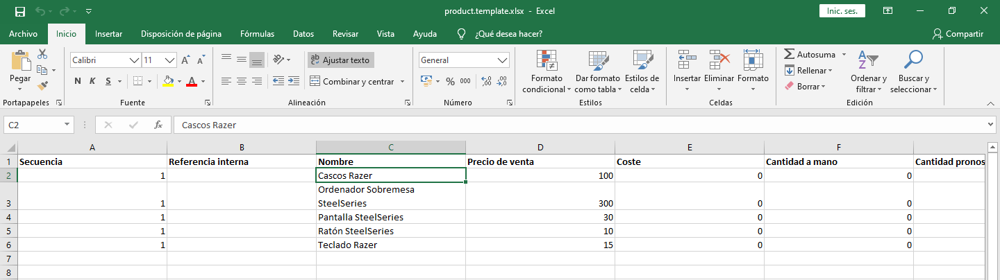 product.template.xlsx - Excel
Inic. ses.
Archivo Inicio Insertar Disposición de página Fórmulas Datos Revisar Vista Ayuda ¿Qué desea hacer? Compartir
Pegar
Portapapeles
Calibri 11 A A
N K S A
Fuente
ab c Ajustar texto
Combinar y centrar
Alineación
General
% 000 ,00 ,0
Número
Formato condicional
Dar formato como tabla
Estilos de celda
Estilos
Insertar Eliminar Formato
Celdas
Autosuma
Rellenar
Borrar
Ordenar y filtrar
Buscar y seleccionar
Edición
C2 fx Cascos Razer
A B C D E F
1 Secuencia Referencia interna Nombre Precio de venta Coste Cantidad a mano Cantidad pronos
2 1 Cascos Razer 100 0 0
Ordenador Sobremesa
3 1 SteelSeries 300 0 0
4 1 Pantalla SteelSeries 30 0 0
5 1 Ratón SteelSeries 10 0 0
6 1 Teclado Razer 15 0 0
7
8